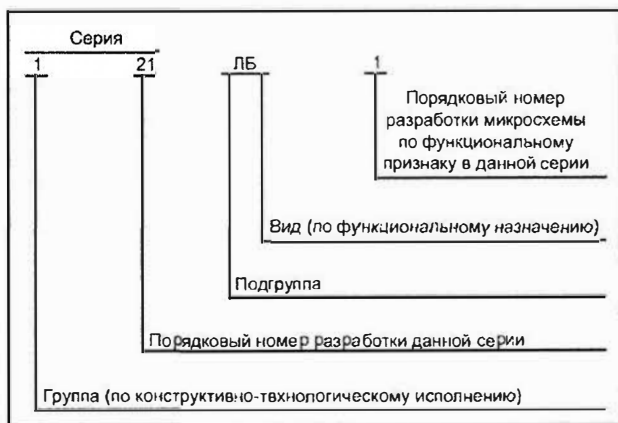 Серия
1 21 ЛБ 1
Порядковый номер
разработки микросхемы
по функциональному
признаку в данной серии
Вид (по функциональному назначению)
Подгруппа
Порядковый номер разработки данной серии
Группа (по конструктивно-твхнологическому исполнению)